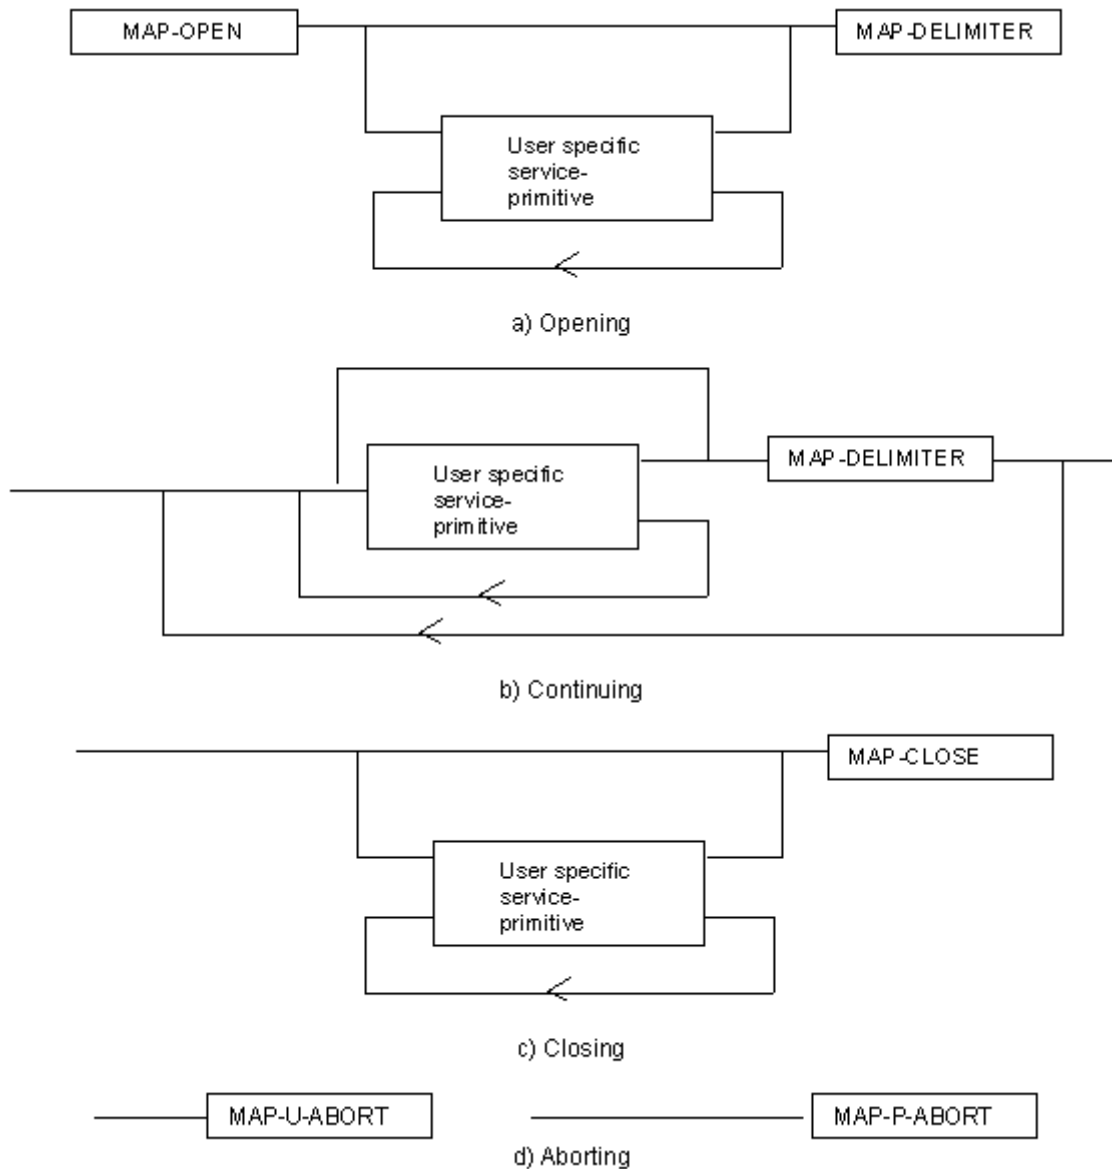 MAP-OPEN
MAP-DELIMITER
User specific
service-
primitive
a) Opening
User specific
service-
primitive
MAP-DELIMITER
b) Continuing
MAP-CLOSE
User specific
service-
primitive
c) Closing
MAP-U-ABORT
MAP-P-ABORT
d) Aborting